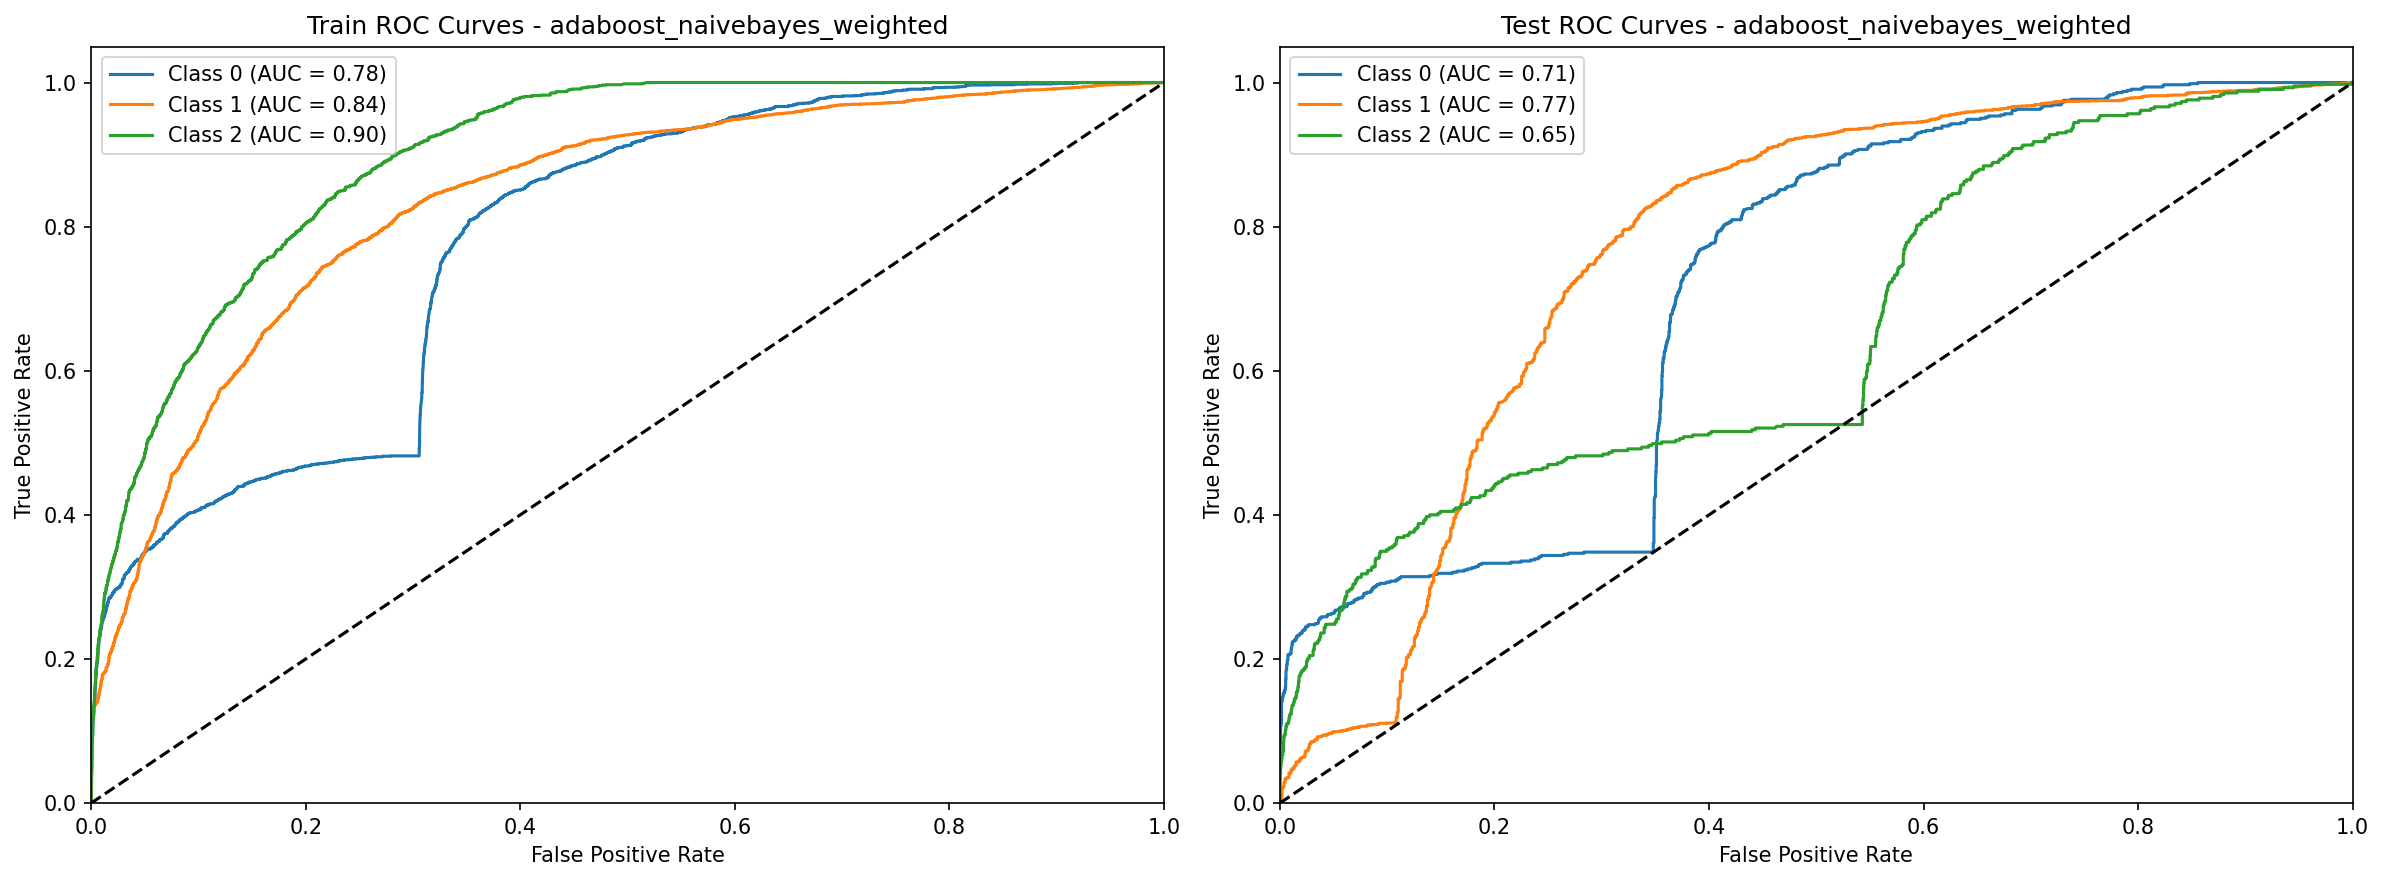 Train ROC Curves - adaboost_naivebayes_weighted
Class 0 (AUC = 0.78)
Class 1 (AUC = 0.84)
Class 2 (AUC = 0.90)
True Positive Rate
1.0
0.8
0.6
0.4
0.2
0.0
0.0 0.2 0.4 0.6 0.8 1.0
False Positive Rate
Test ROC Curves - adaboost_naivebayes_weighted
Class 0 (AUC = 0.71)
Class 1 (AUC = 0.77)
Class 2 (AUC = 0.65)
True Positive Rate
1.0
0.8
0.6
0.4
0.2
0.0
0.0 0.2 0.4 0.6 0.8 1.0
False Positive Rate